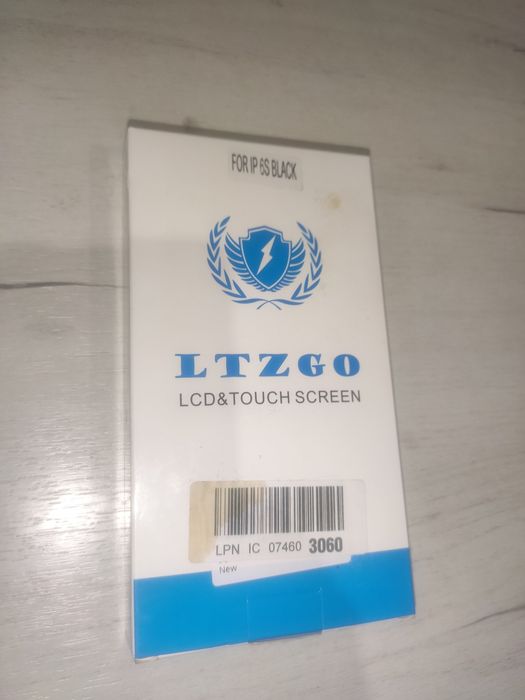 FOR IP 6S BLACK
LTZGO
LCD&TOUCH SCREEN
LPN IC 07460 3060
New